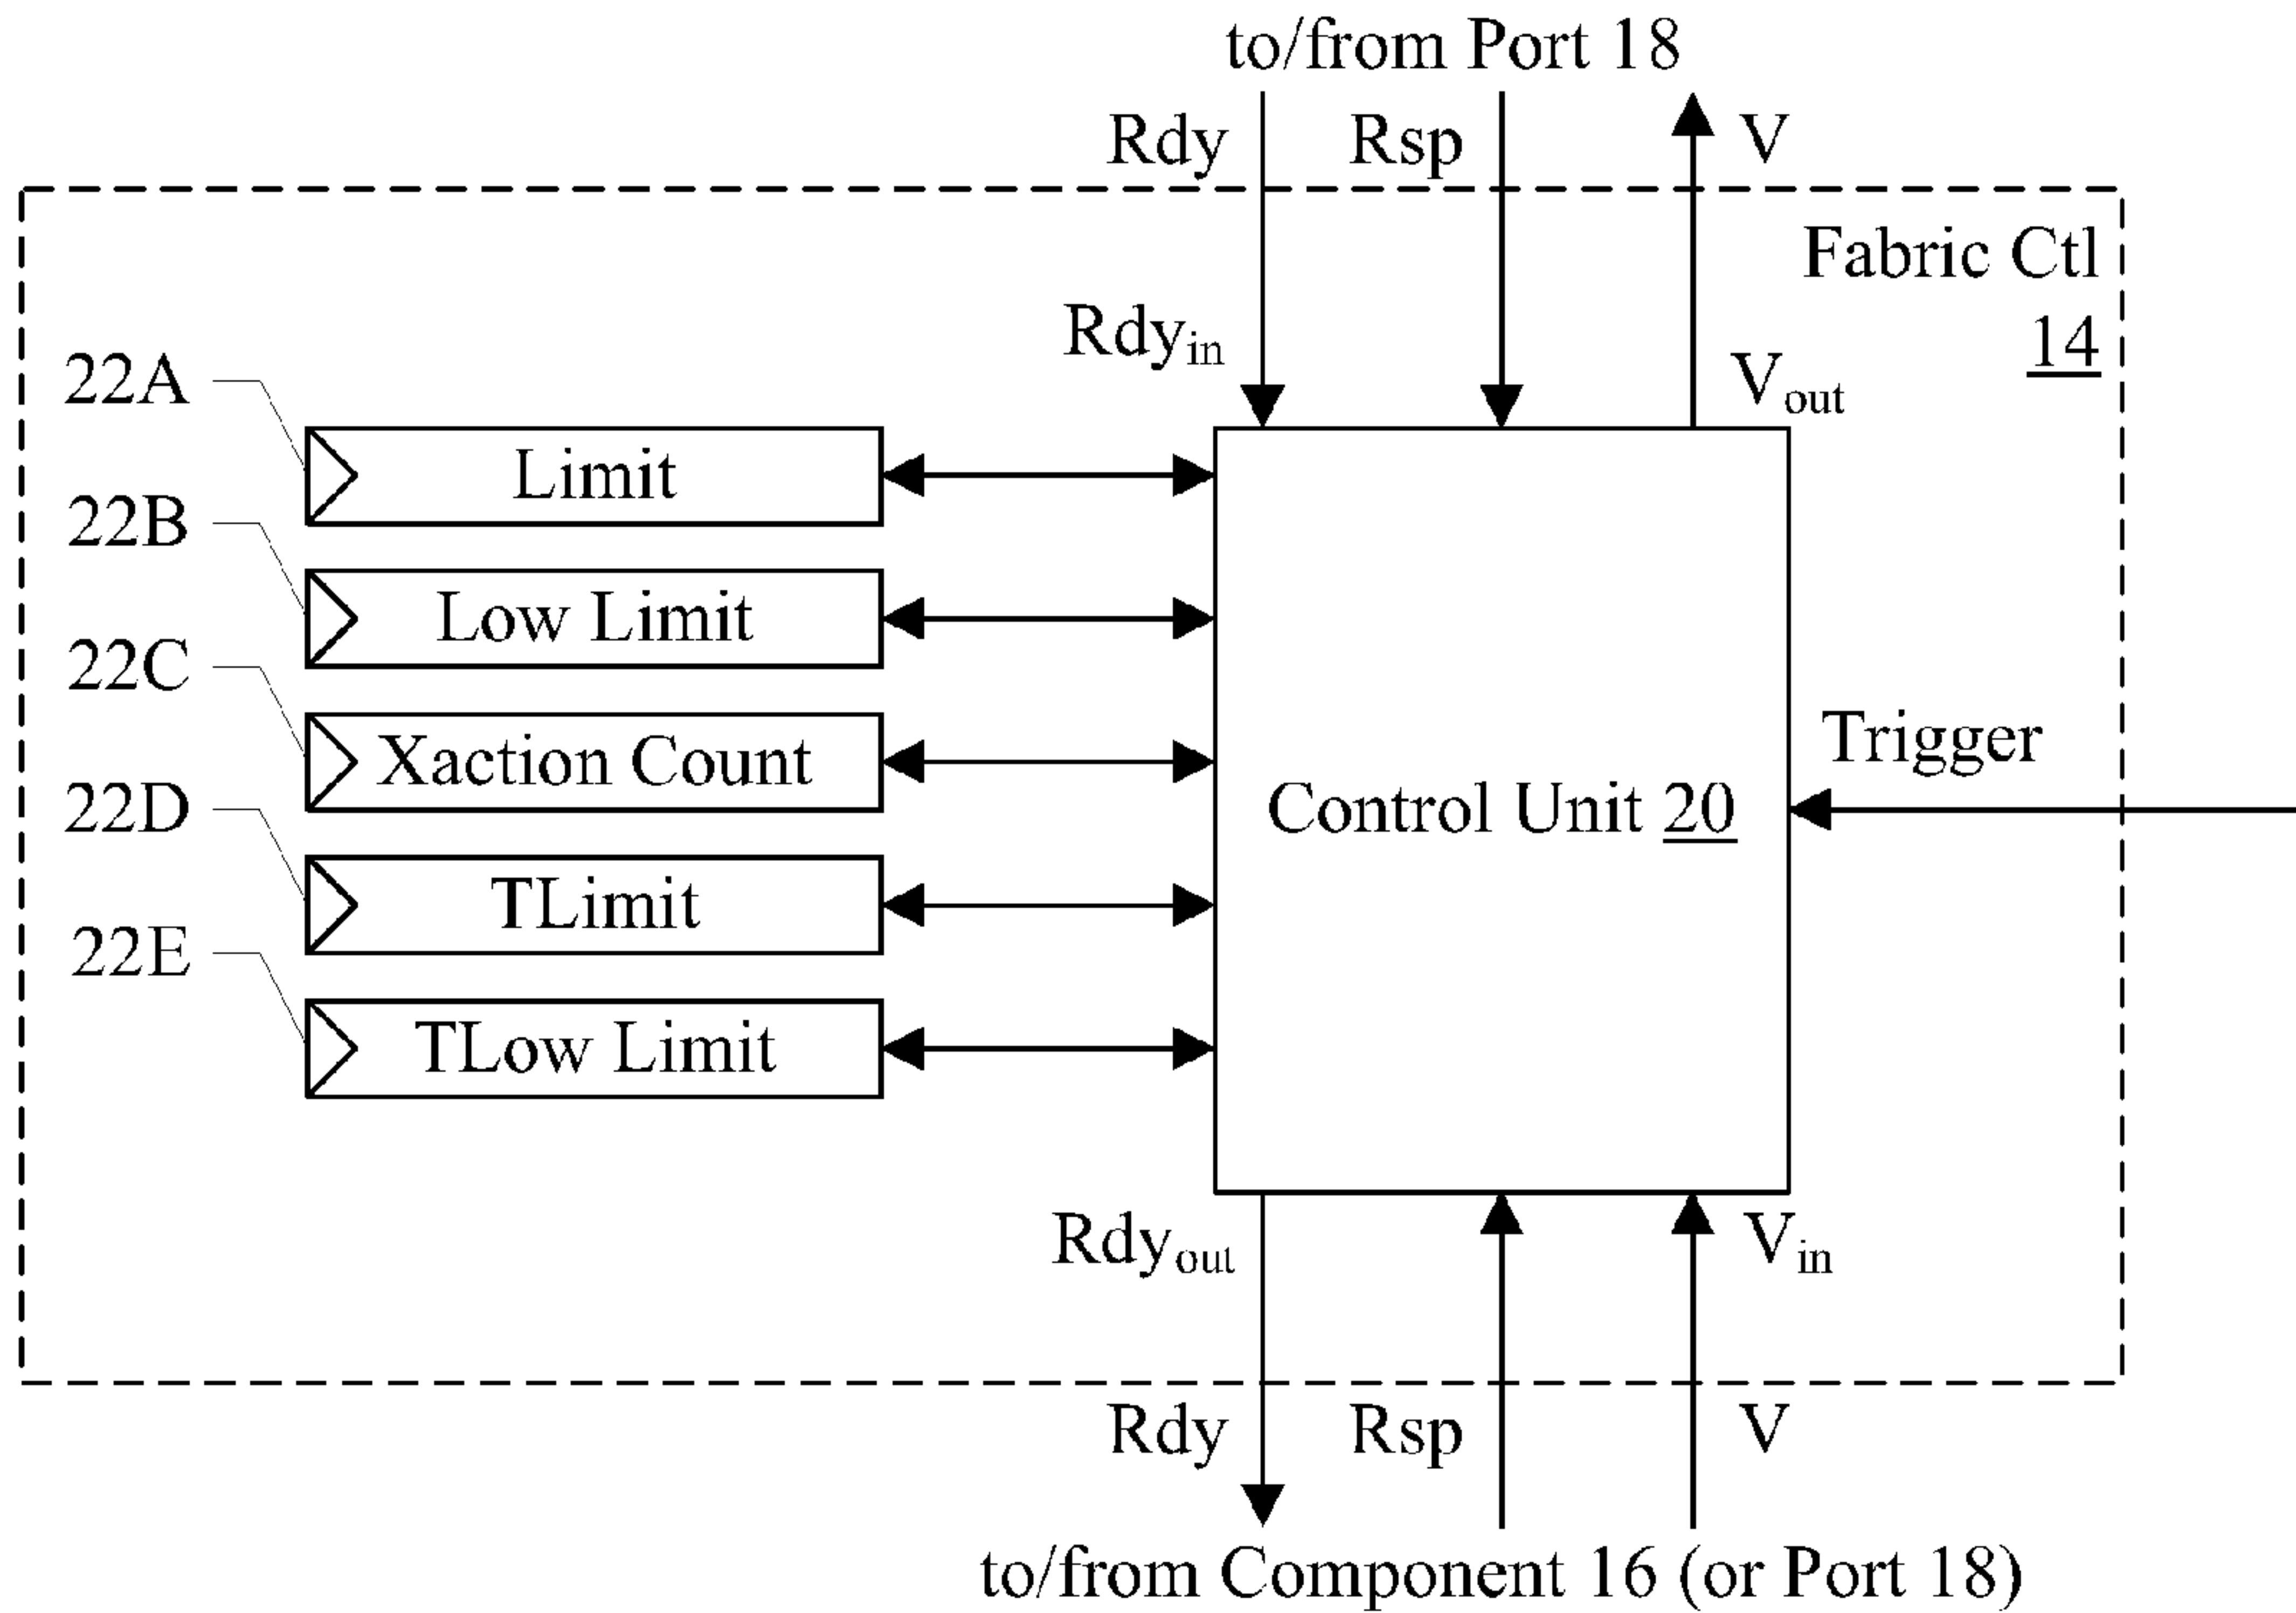 to/from Port 18
Rdy Rsp V
Fabric Ctl
14
Rdyin
Vout
22A
Limit
22B
Low Limit
22C
Xaction Count
Trigger
Control Unit 20
22D
TLimit
22E
TLow Limit
Rdyout
Vin
Rdy Rsp V
to/from Component 16 (or Port 18)